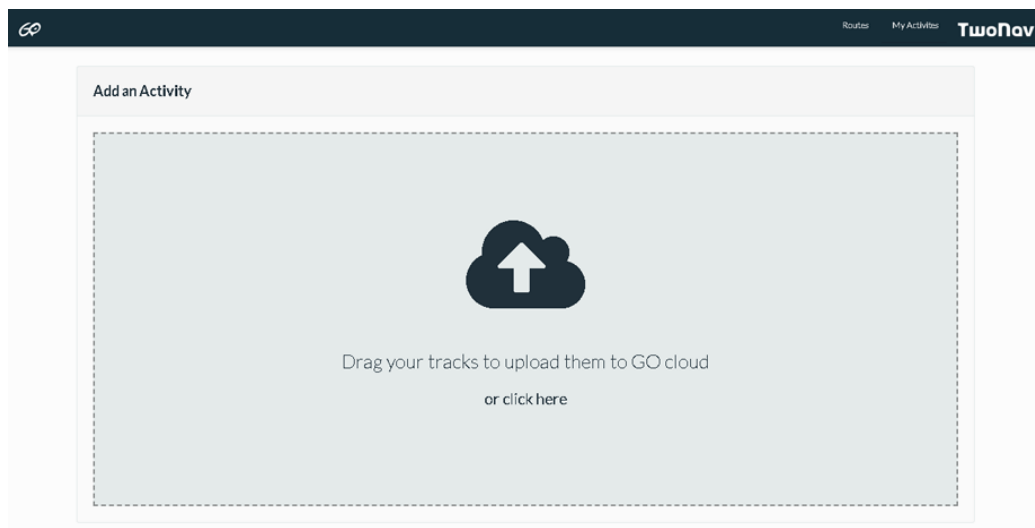 GO
Routes
My Activites
TwoNav
Add an Activity
Drag your tracks to upload them to GO cloud
or click here